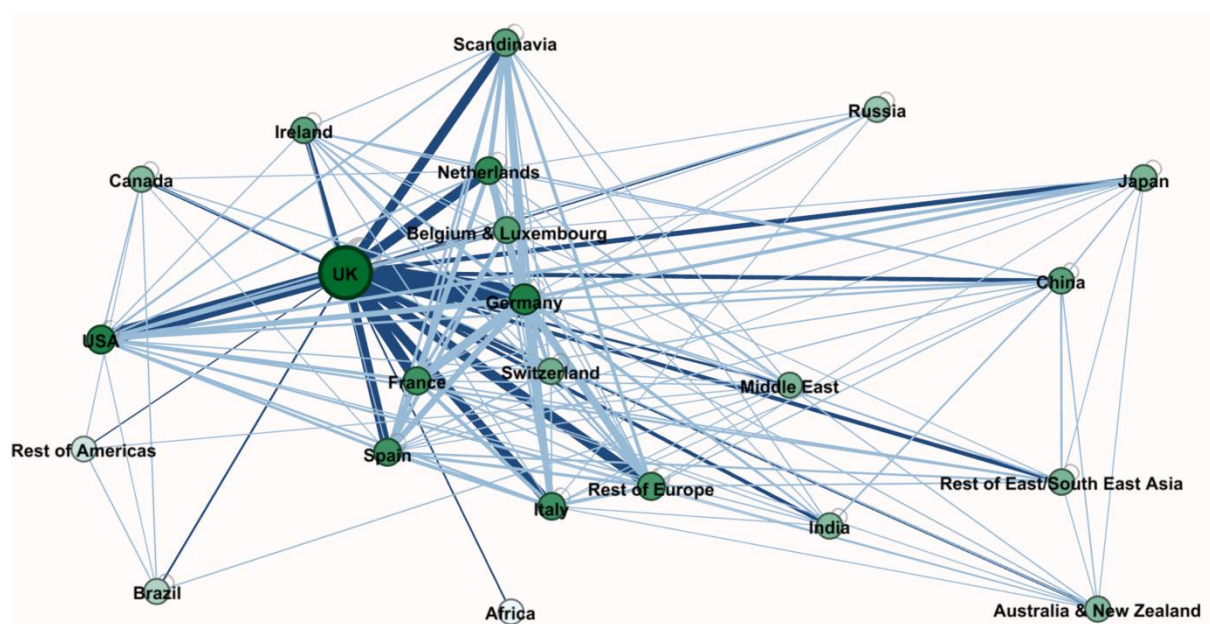 Scandinavia
Russia
Ireland
Netherlands
Canada
Japan
Belgium & Luxembourg
UK
China
Germany
USA
Switzerland
France
Middle East
Rest of Americas
Spain
Rest of East/South East Asia
Rest of Europe
Italy
India
Brazil
Africa
Australia & New Zealand